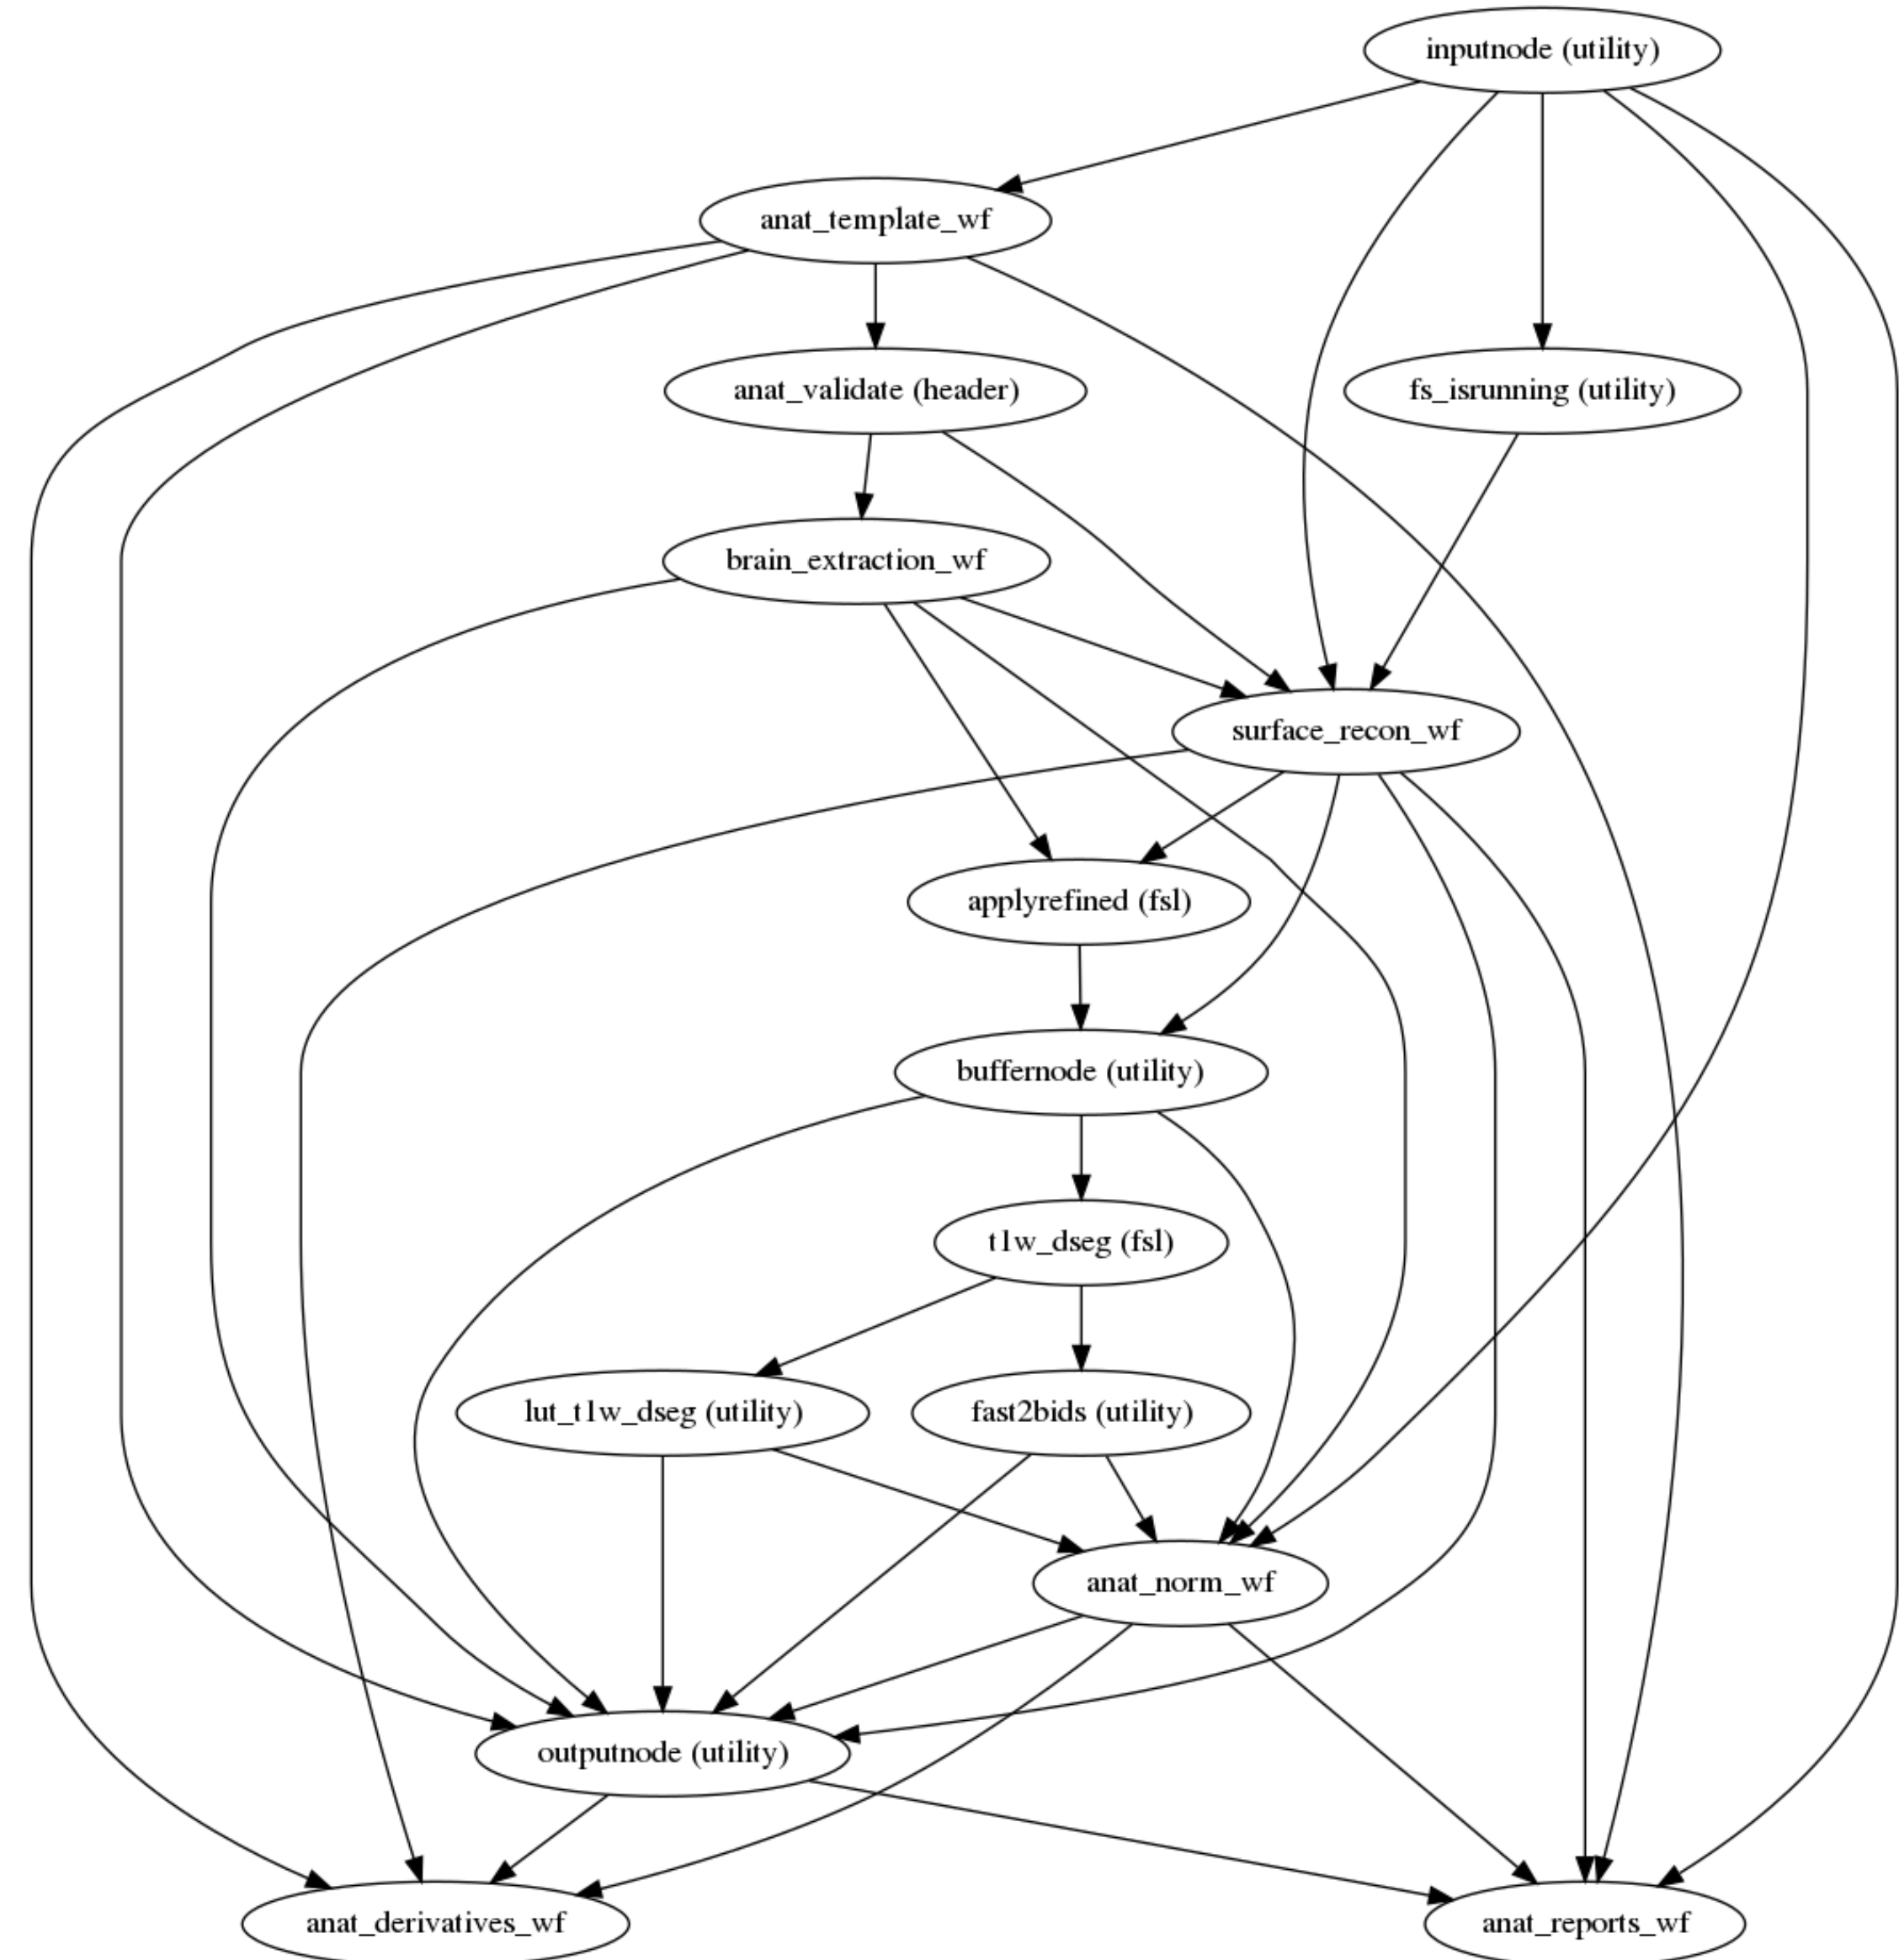 inputnode (utility)
anat_template_wf
anat_validate (header)
fs_isrunning (utility)
brain_extraction_wf
surface_recon_wf
applyrefined (fsl)
buffernode (utility)
t1w_dseg (fsl)
lut_t1w_dseg (utility)
fast2bids (utility)
anat_norm_wf
outputnode (utility)
anat_derivatives_wf
anat_reports_wf